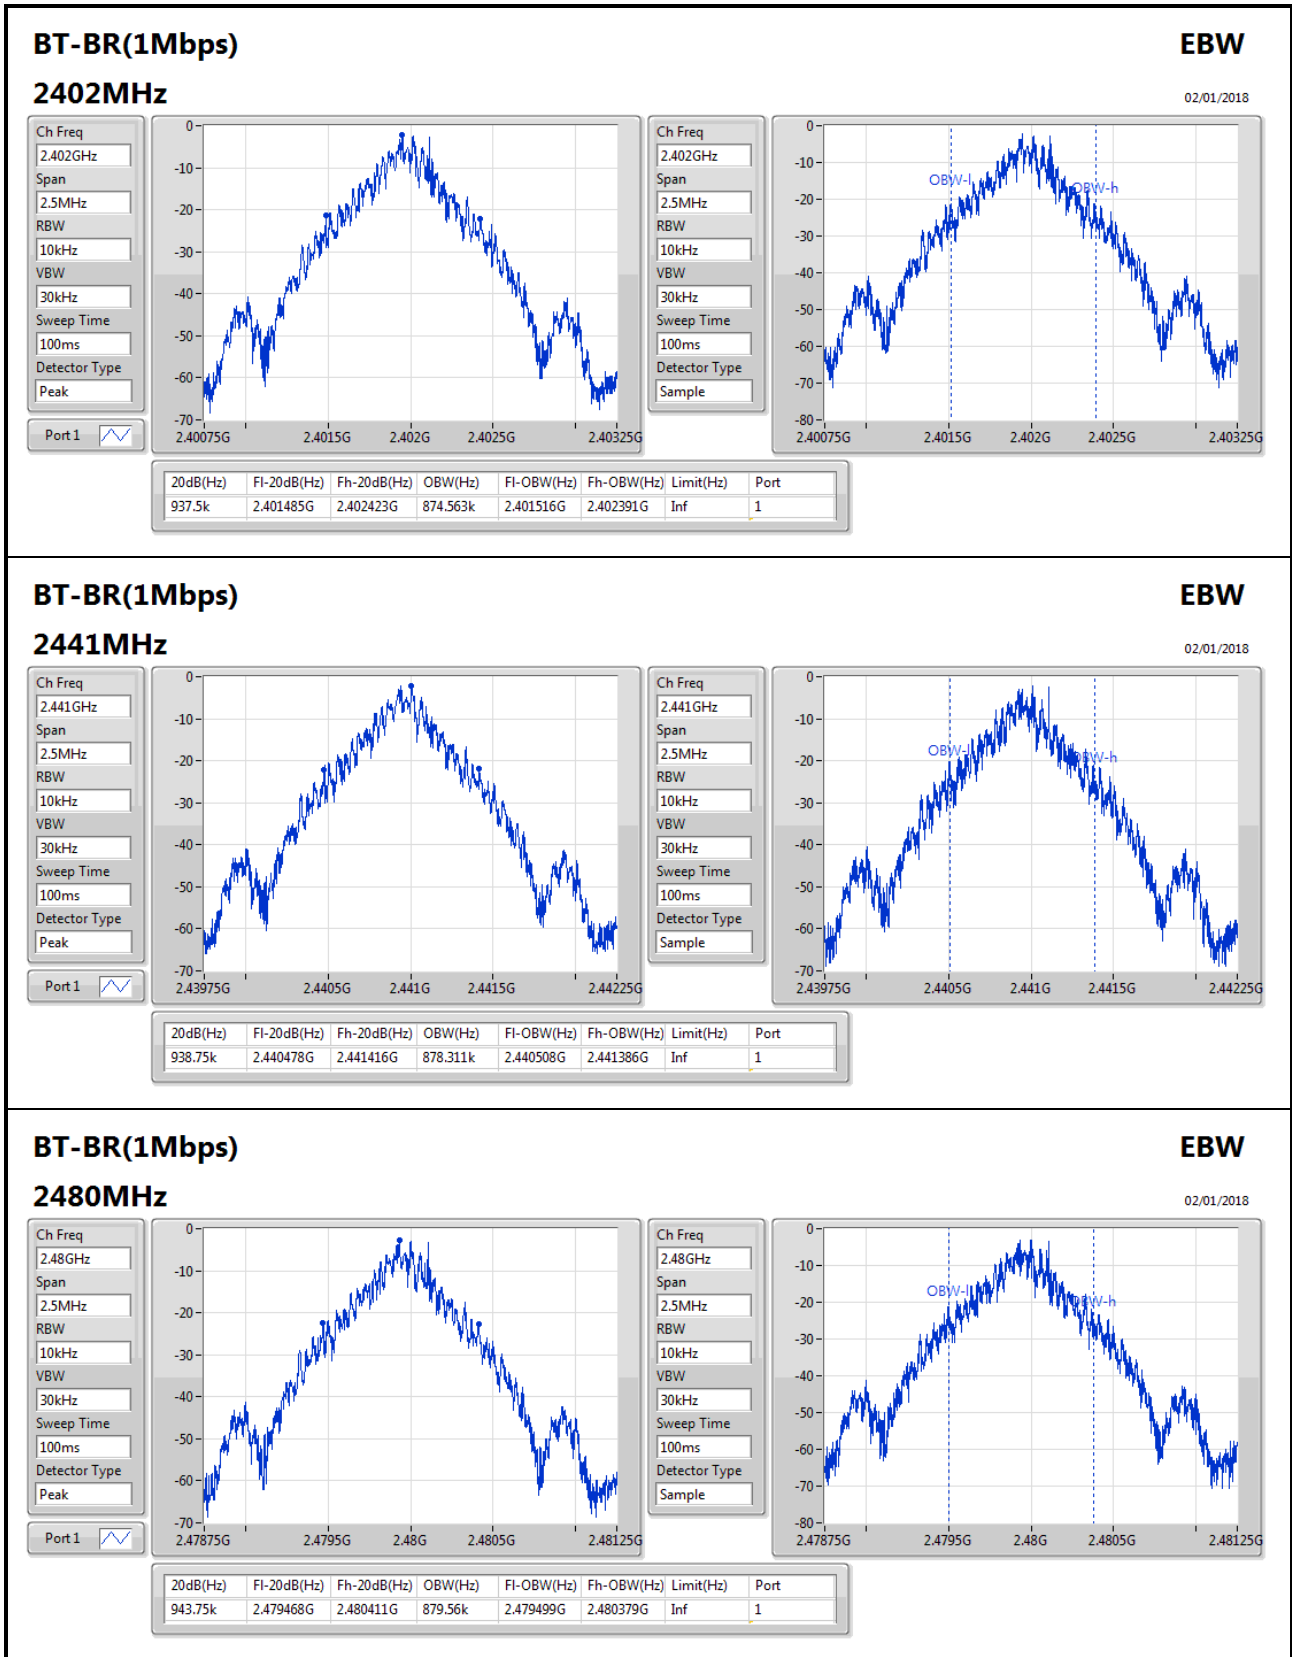 BT-BR(1Mbps) EBW
2402MHz 02/01/2018
Ch Freq
2.402GHz
Span
2.5MHz
RBW
10kHz
VBW
30kHz
Sweep Time
100ms
Detector Type
Peak
Port 1
0
-10
-20
-30
-40
-50
-60
-70
2.40075G 2.4015G 2.402G 2.4025G 2.40325G
Ch Freq
2.402GHz
Span
2.5MHz
RBW
10kHz
VBW
30kHz
Sweep Time
100ms
Detector Type
Sample
0
-10
-20
-30
-40
-50
-60
-70
-80
OBW-l OBW-h
2.40075G 2.4015G 2.402G 2.4025G 2.40325G
20dB(Hz) Fl-20dB(Hz) Fh-20dB(Hz) OBW(Hz) Fl-OBW(Hz) Fh-OBW(Hz) Limit(Hz) Port
937.5k 2.401485G 2.402423G 874.563k 2.401516G 2.402391G Inf 1
BT-BR(1Mbps) EBW
2441MHz 02/01/2018
Ch Freq
2.441GHz
Span
2.5MHz
RBW
10kHz
VBW
30kHz
Sweep Time
100ms
Detector Type
Peak
Port 1
0
-10
-20
-30
-40
-50
-60
-70
2.43975G 2.4405G 2.441G 2.4415G 2.44225G
Ch Freq
2.441GHz
Span
2.5MHz
RBW
10kHz
VBW
30kHz
Sweep Time
100ms
Detector Type
Sample
0
-10
-20
-30
-40
-50
-60
-70
OBW-l OBW-h
2.43975G 2.4405G 2.441G 2.4415G 2.44225G
20dB(Hz) Fl-20dB(Hz) Fh-20dB(Hz) OBW(Hz) Fl-OBW(Hz) Fh-OBW(Hz) Limit(Hz) Port
938.75k 2.440478G 2.441416G 878.311k 2.440508G 2.441386G Inf 1
BT-BR(1Mbps) EBW
2480MHz 02/01/2018
Ch Freq
2.48GHz
Span
2.5MHz
RBW
10kHz
VBW
30kHz
Sweep Time
100ms
Detector Type
Peak
Port 1
0
-10
-20
-30
-40
-50
-60
-70
2.47875G 2.4795G 2.48G 2.4805G 2.48125G
Ch Freq
2.48GHz
Span
2.5MHz
RBW
10kHz
VBW
30kHz
Sweep Time
100ms
Detector Type
Sample
0
-10
-20
-30
-40
-50
-60
-70
-80
OBW-l OBW-h
2.47875G 2.4795G 2.48G 2.4805G 2.48125G
20dB(Hz) Fl-20dB(Hz) Fh-20dB(Hz) OBW(Hz) Fl-OBW(Hz) Fh-OBW(Hz) Limit(Hz) Port
943.75k 2.479468G 2.480411G 879.56k 2.479499G 2.480379G Inf 1